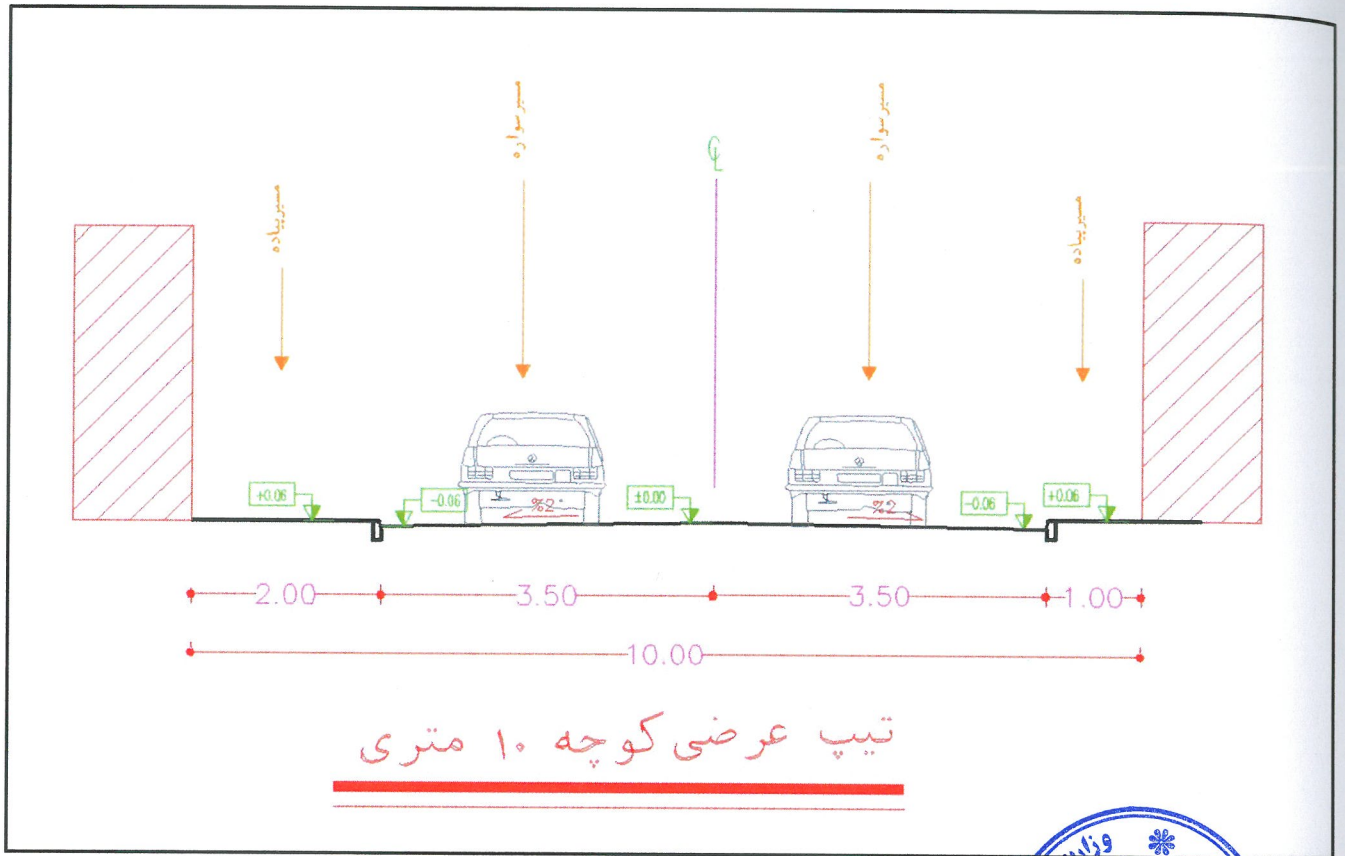 مسیر سواره
مسیر سواره
CL
مسیر پیاده
مسیر پیاده
+0.06
-0.06
%2
±0.00
%2
-0.06
+0.06
2.00
3.50
3.50
1.00
10.00
تیپ عرضی کوچه ۱۰ متری